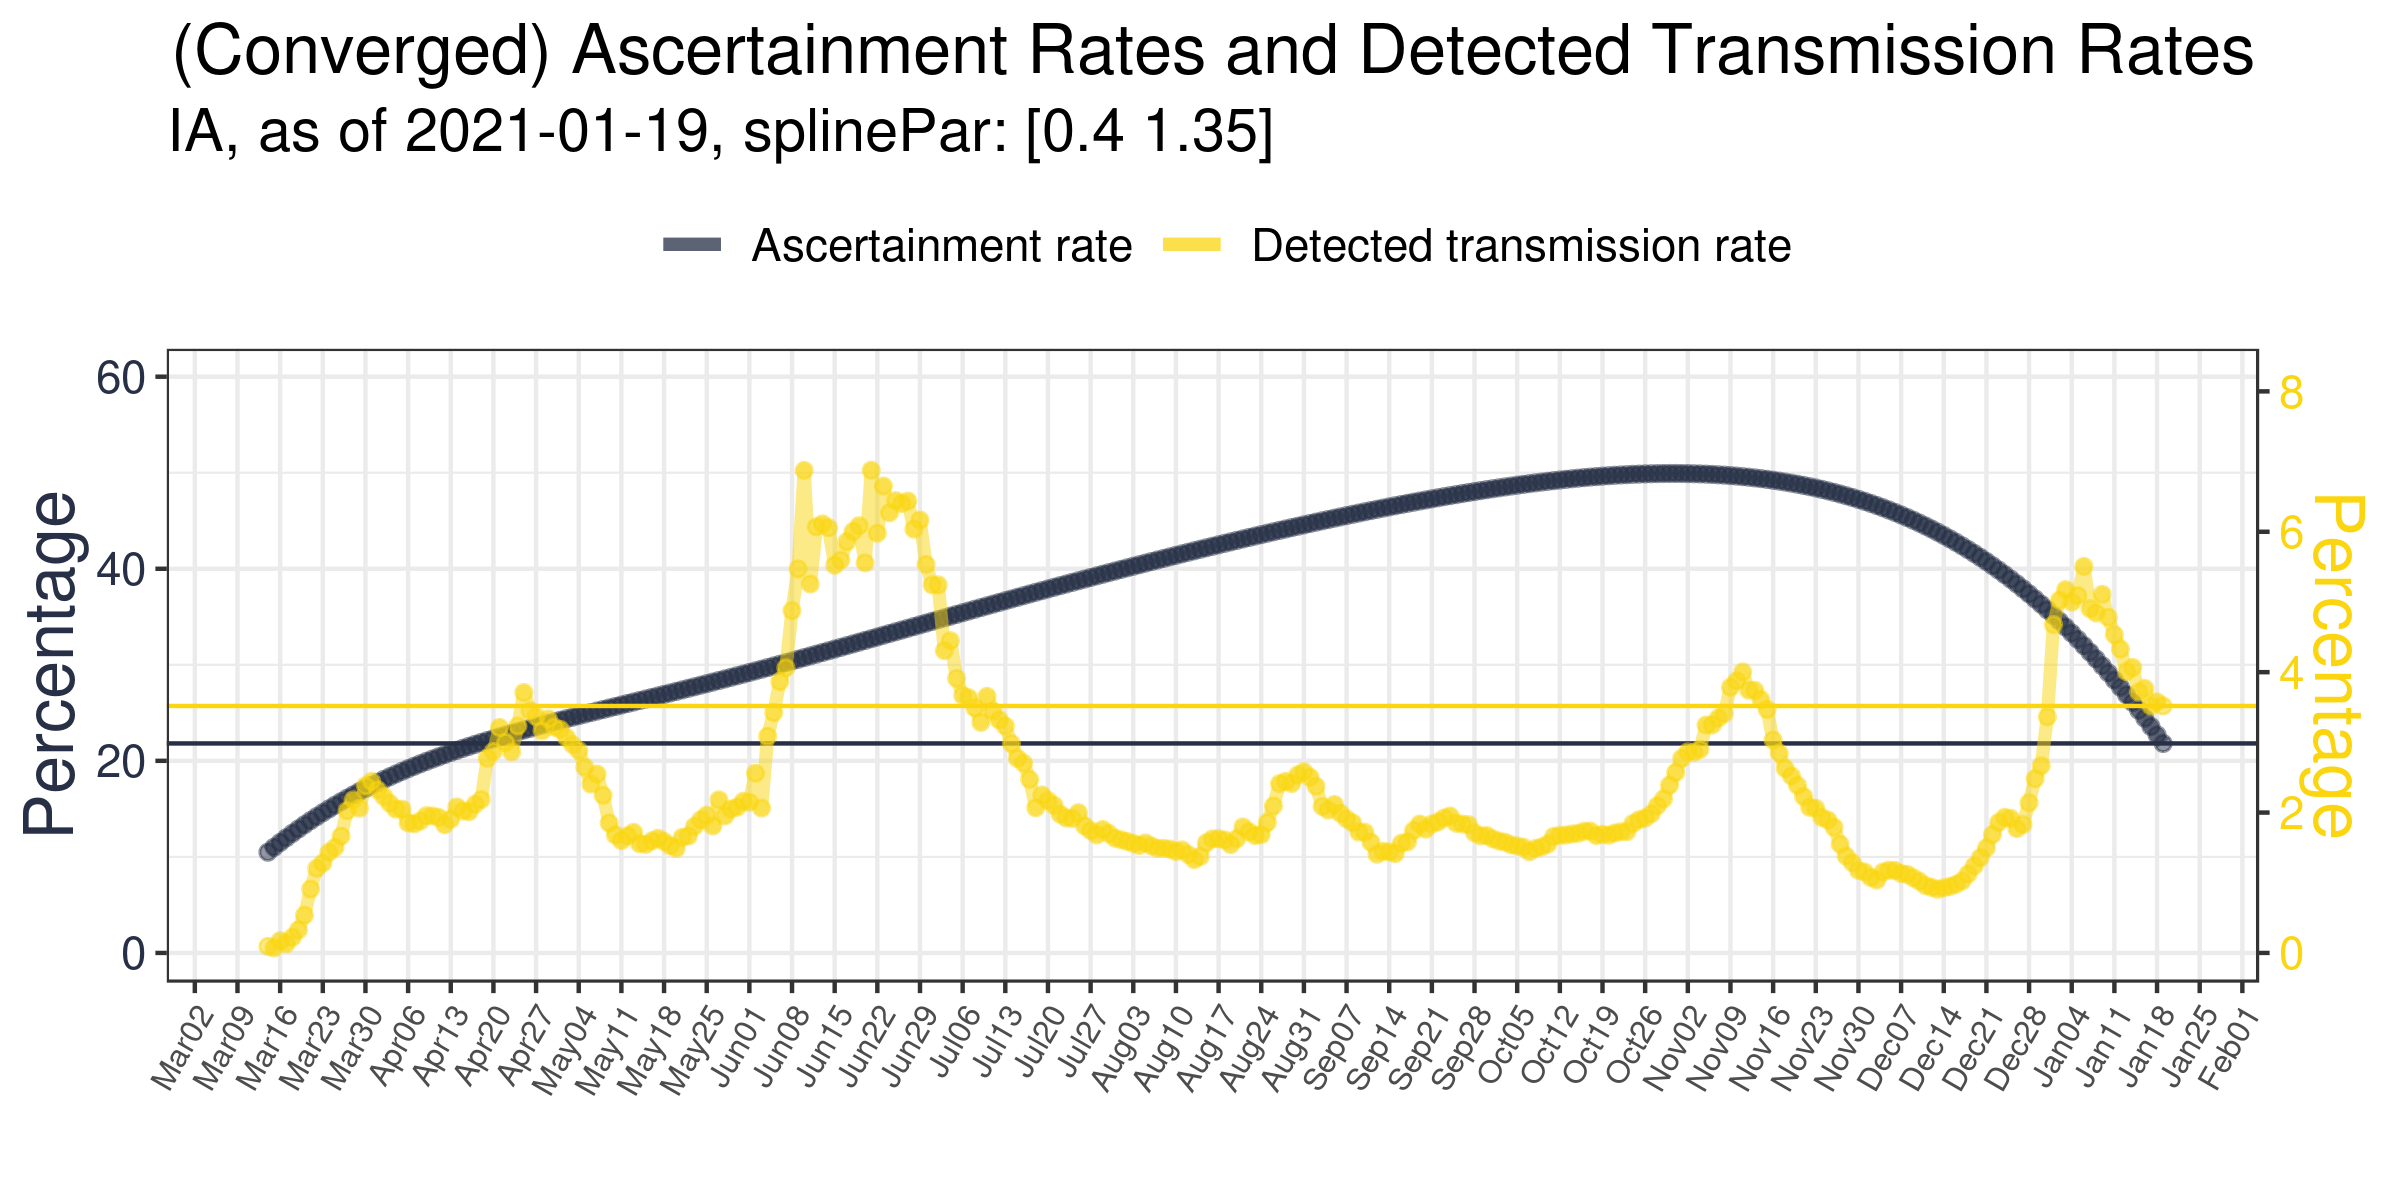 (Converged) Ascertainment Rates and Detected Transmission Rates
IA, as of 2021-01-19, splinePar: [0.4 1.35]
Ascertainment rate Detected transmission rate
Percentage
60
40
20
0
8
6
4
2
0
Percentage
Mar02 Mar09 Mar16 Mar23 Mar30 Apr06 Apr13 Apr20 Apr27 May04 May11 May18 May25 Jun01 Jun08 Jun15 Jun22 Jun29 Jul06 Jul13 Jul20 Jul27 Aug03 Aug10 Aug17 Aug24 Aug31 Sep07 Sep14 Sep21 Sep28 Oct05 Oct12 Oct19 Oct26 Nov02 Nov09 Nov16 Nov23 Nov30 Dec07 Dec14 Dec21 Dec28 Jan04 Jan11 Jan18 Jan25 Feb01